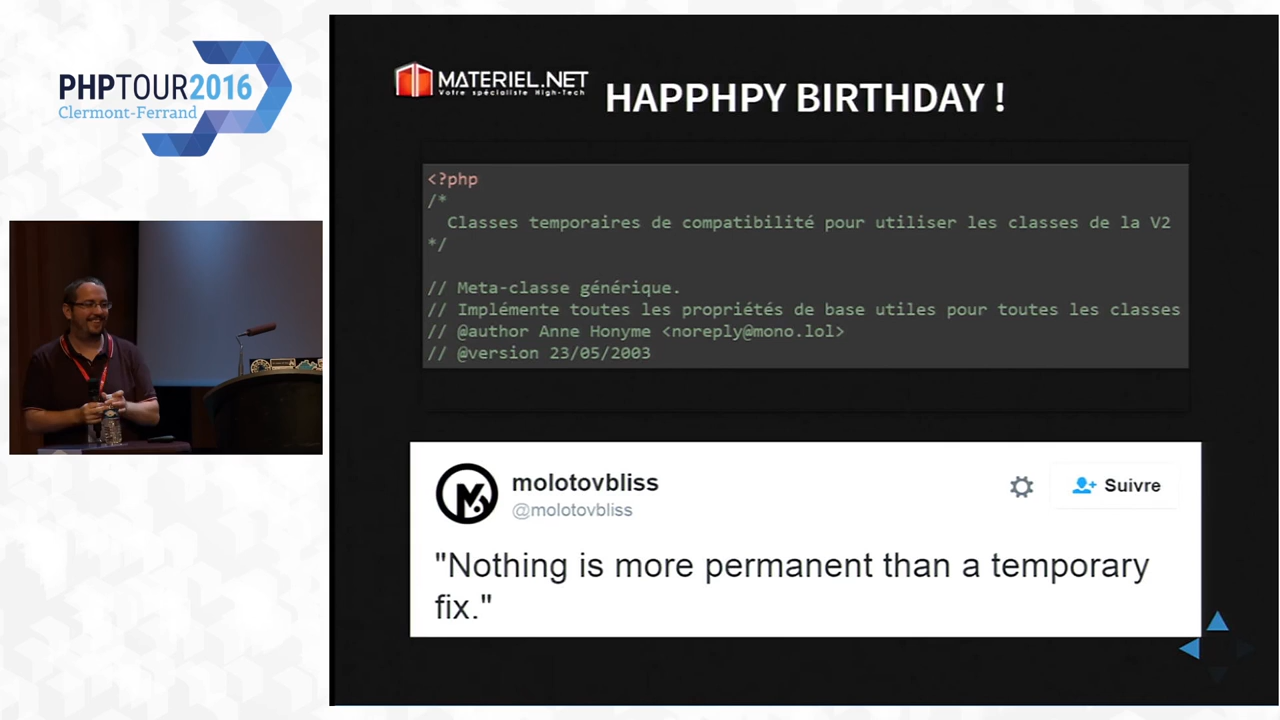 PHPTOUR2016
Clermont-Ferrand
MATERIEL.NET
Votre spécialiste High-Tech
HAPPHPY BIRTHDAY !
<?php
/*
Classes temporaires de compatibilité pour utiliser les classes de la V2
*/
// Meta-classe générique.
// Implémente toutes les propriétés de base utiles pour toutes les classes
// @author Anne Honyme <noreply@mono.lol>
// @version 23/05/2003
molotovbliss
@molotovbliss
Suivre
"Nothing is more permanent than a temporary
fix."